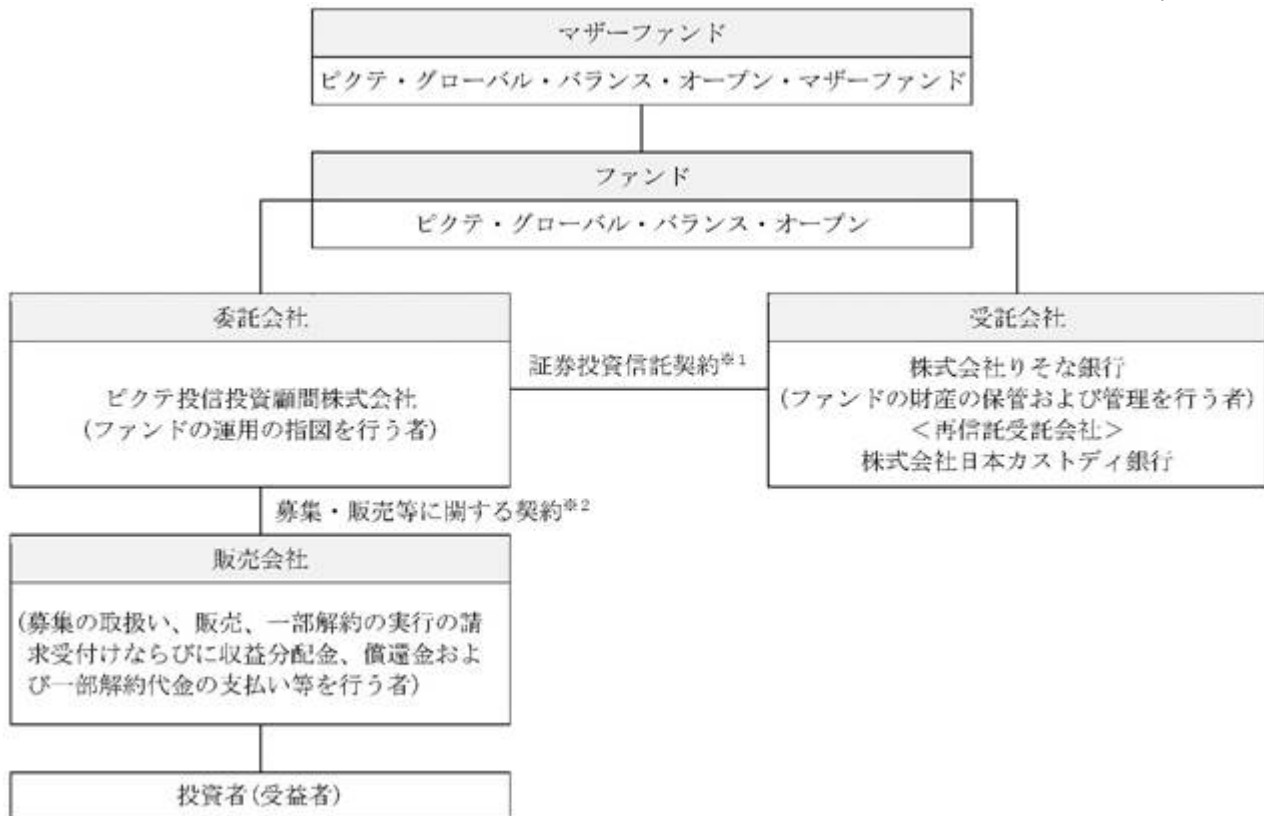 マザーファンド
ピクテ・グローバル・バランス・オープン・マザーファンド
ファンド
ピクテ・グローバル・バランス・オープン
委託会社
ピクテ投信投資顧問株式会社
(ファンドの運用の指図を行う者)
証券投資信託契約※1
受託会社
株式会社りそな銀行
(ファンドの財産の保管および管理を行う者)
＜再信託受託会社＞
株式会社日本カストディ銀行
募集・販売等に関する契約※2
販売会社
(募集の取扱い、販売、一部解約の実行の請
求受付けならびに収益分配金、償還金およ
び一部解約代金の支払い等を行う者)
投資者(受益者)